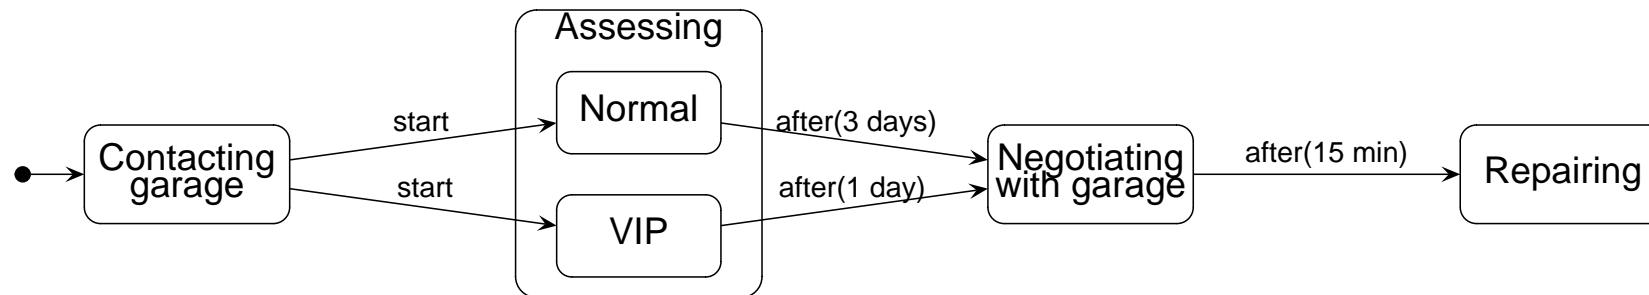 Assessing
Normal
start
after(3 days)
Contacting
garage
Negotiating
with garage
after(15 min)
Repairing
start
after(1 day)
VIP